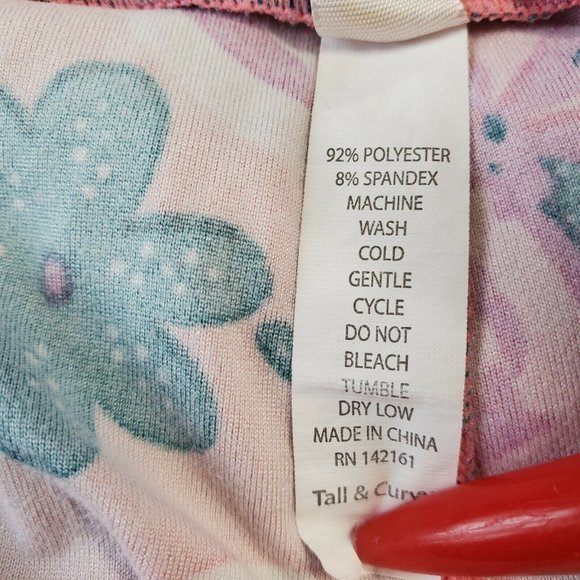 92% POLYESTER
8% SPANDEX
MACHINE
WASH
COLD
GENTLE
CYCLE
DO NOT
BLEACH
TUMBLE
DRY LOW
MADE IN CHINA
RN 142161
Tall &